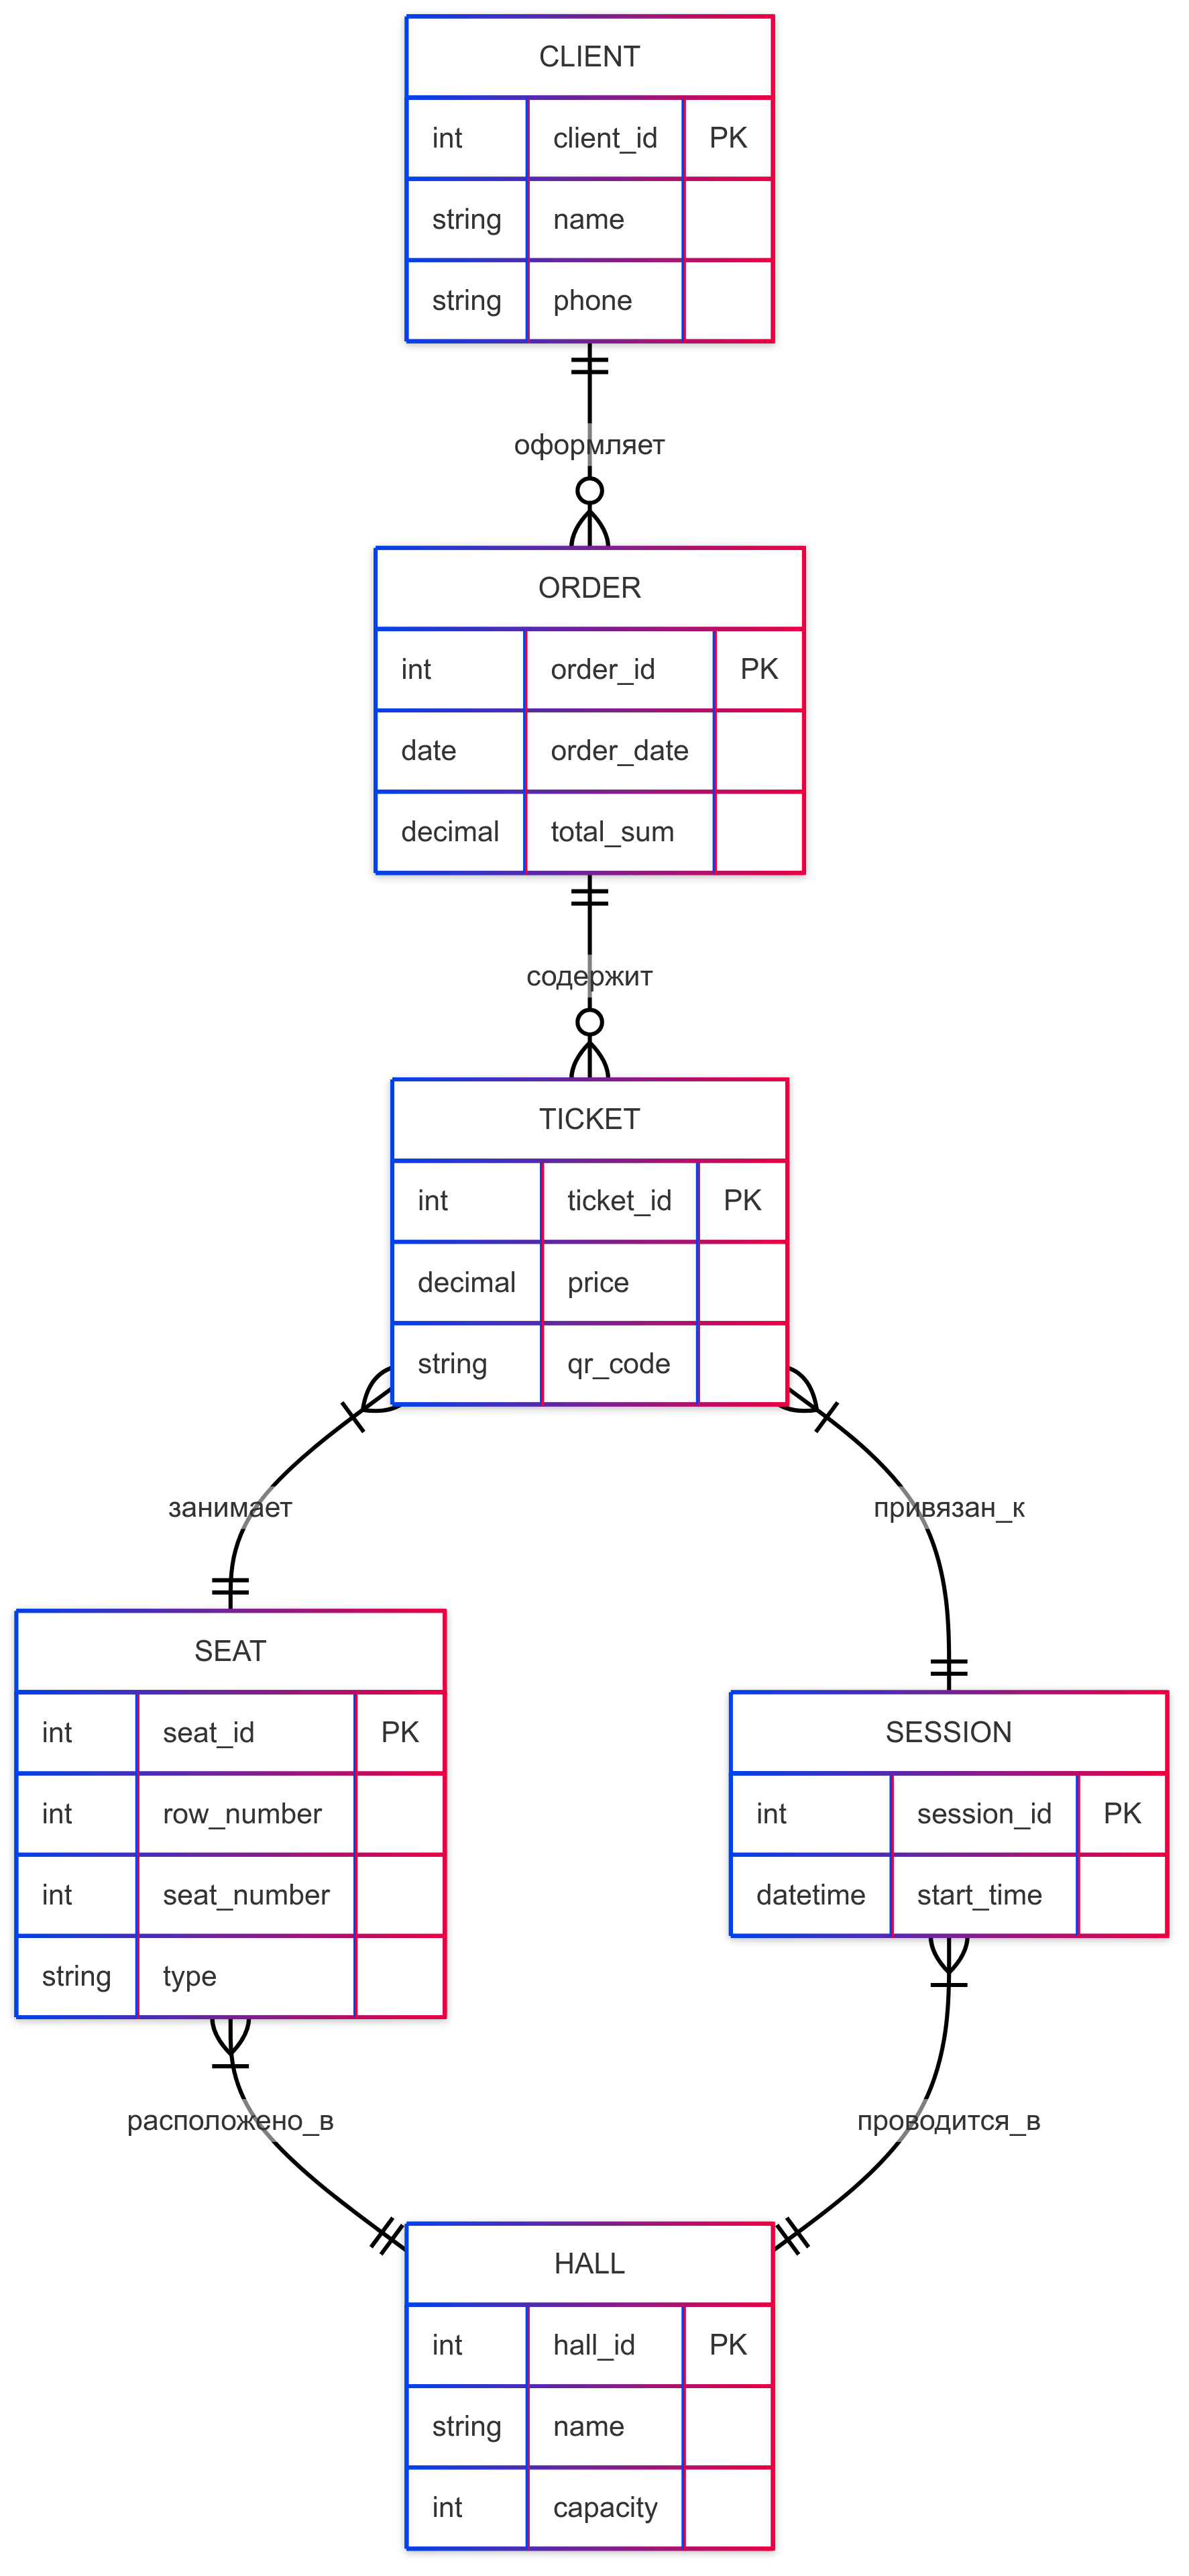 CLIENT
int client_id PK
string name
string phone
оформляет
ORDER
int order_id PK
date order_date
decimal total_sum
содержит
TICKET
int ticket_id PK
decimal price
string qr_code
занимает
привязан_к
SEAT
int seat_id PK
int row_number
int seat_number
string type
SESSION
int session_id PK
datetime start_time
расположено_в
проводится_в
HALL
int hall_id PK
string name
int capacity